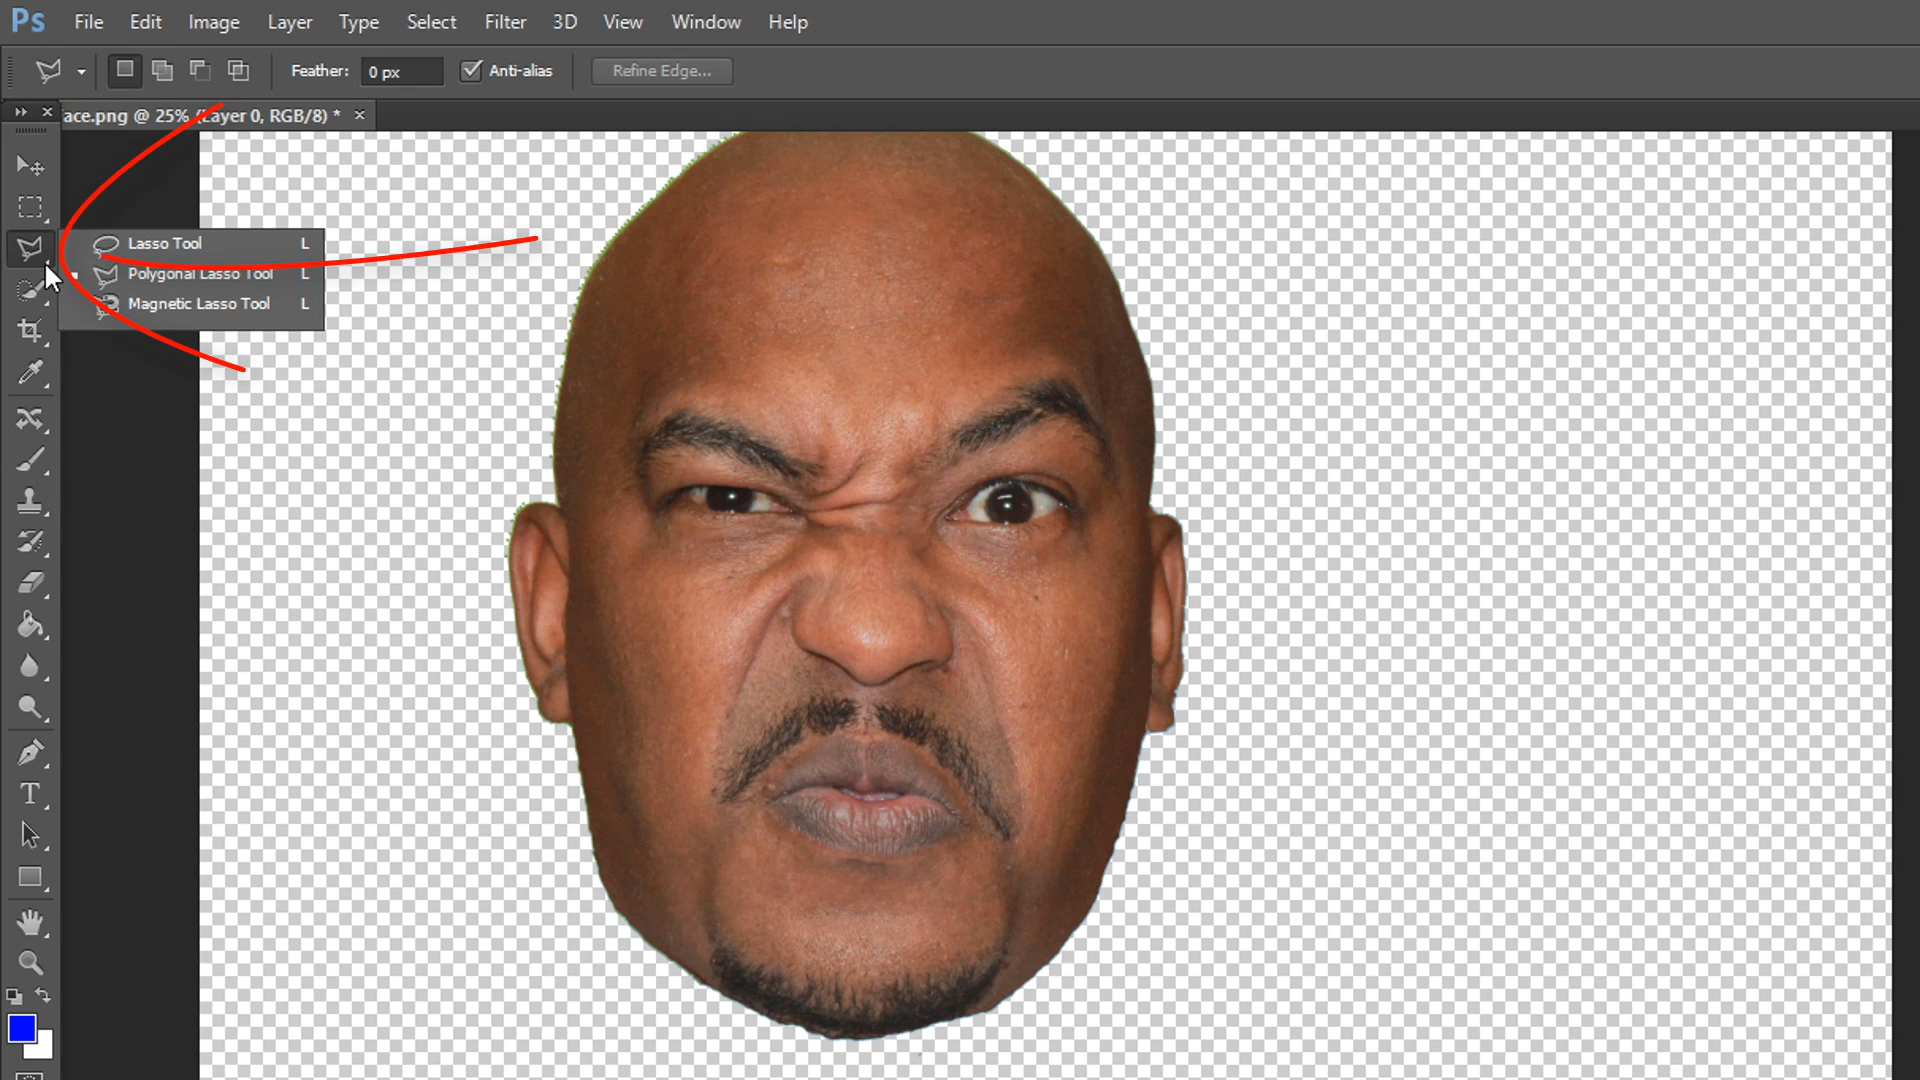 Ps File Edit Image Layer Type Select Filter 3D View Window Help
Feather: 0 px Anti-alias Refine Edge...
ace.png @ 25% (Layer 0, RGB/8) *
Lasso Tool L
Polygonal Lasso Tool L
Magnetic Lasso Tool L
T